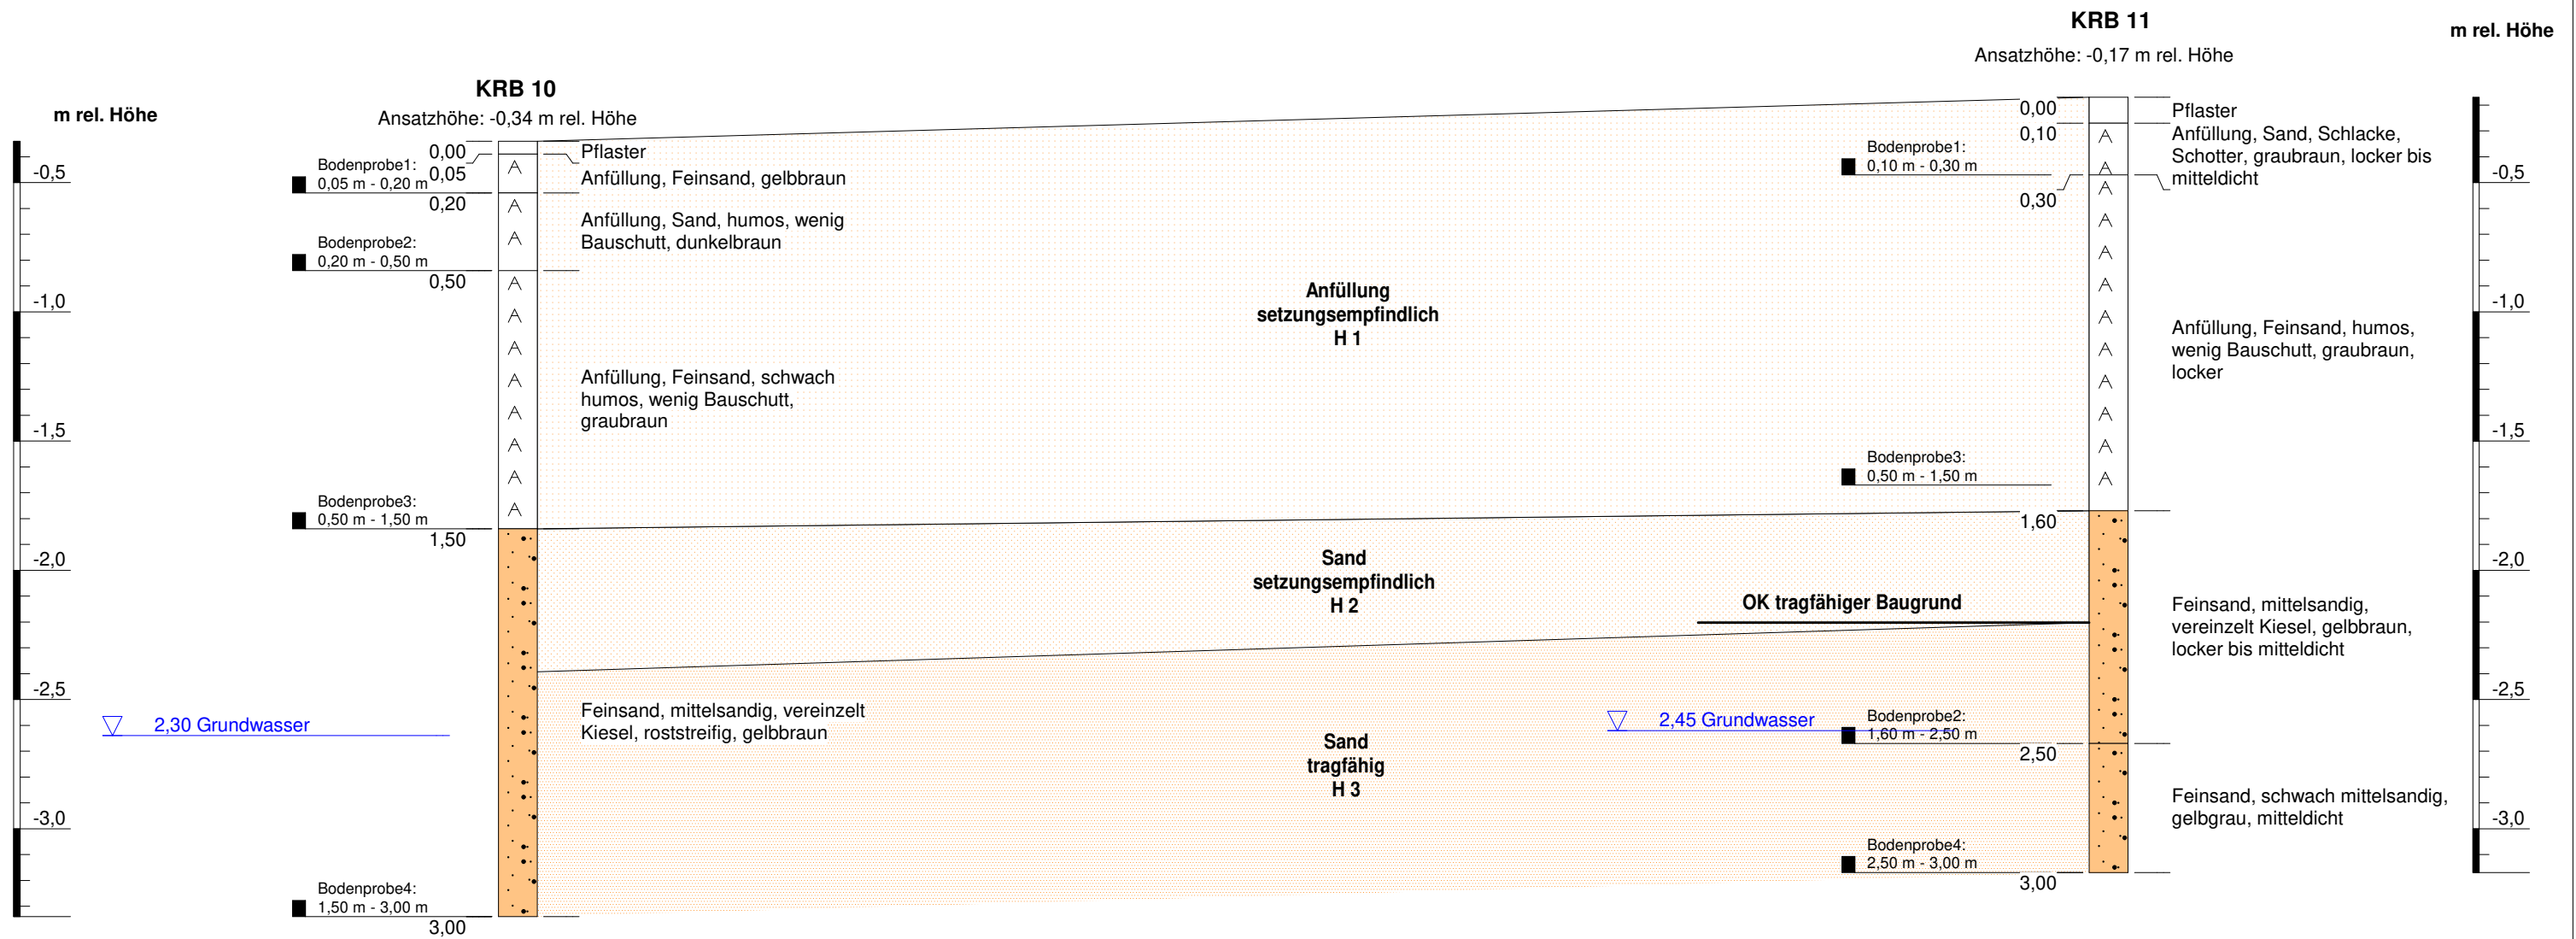 KRB 11
m rel. Höhe
Ansatzhöhe: -0,17 m rel. Höhe
KRB 10
m rel. Höhe
Ansatzhöhe: -0,34 m rel. Höhe
-0,5
-1,0
-1,5
-2,0
-2,5
-3,0
2,30 Grundwasser
Bodenprobe1:
0,05 m - 0,20 m
Bodenprobe2:
0,20 m - 0,50 m
Bodenprobe3:
0,50 m - 1,50 m
Bodenprobe4:
1,50 m - 3,00 m
0,00
0,05
0,20
0,50
1,50
3,00
Pflaster
Anfüllung, Feinsand, gelbbraun
Anfüllung, Sand, humos, wenig
Bauschutt, dunkelbraun
Anfüllung, Feinsand, schwach
humos, wenig Bauschutt,
graubraun
Feinsand, mittelsandig, vereinzelt
Kiesel, roststreifig, gelbbraun
Anfüllung
setzungsempfindlich
H 1
Sand
setzungsempfindlich
H 2
Sand
tragfähig
H 3
OK tragfähiger Baugrund
2,45 Grundwasser
Bodenprobe1:
0,10 m - 0,30 m
Bodenprobe3:
0,50 m - 1,50 m
Bodenprobe2:
1,60 m - 2,50 m
Bodenprobe4:
2,50 m - 3,00 m
0,00
0,10
0,30
1,60
2,50
3,00
Pflaster
Anfüllung, Sand, Schlacke,
Schotter, graubraun, locker bis
mitteldicht
Anfüllung, Feinsand, humos,
wenig Bauschutt, graubraun,
locker
Feinsand, mittelsandig,
vereinzelt Kiesel, gelbbraun,
locker bis mitteldicht
Feinsand, schwach mittelsandig,
gelbgrau, mitteldicht
-0,5
-1,0
-1,5
-2,0
-2,5
-3,0